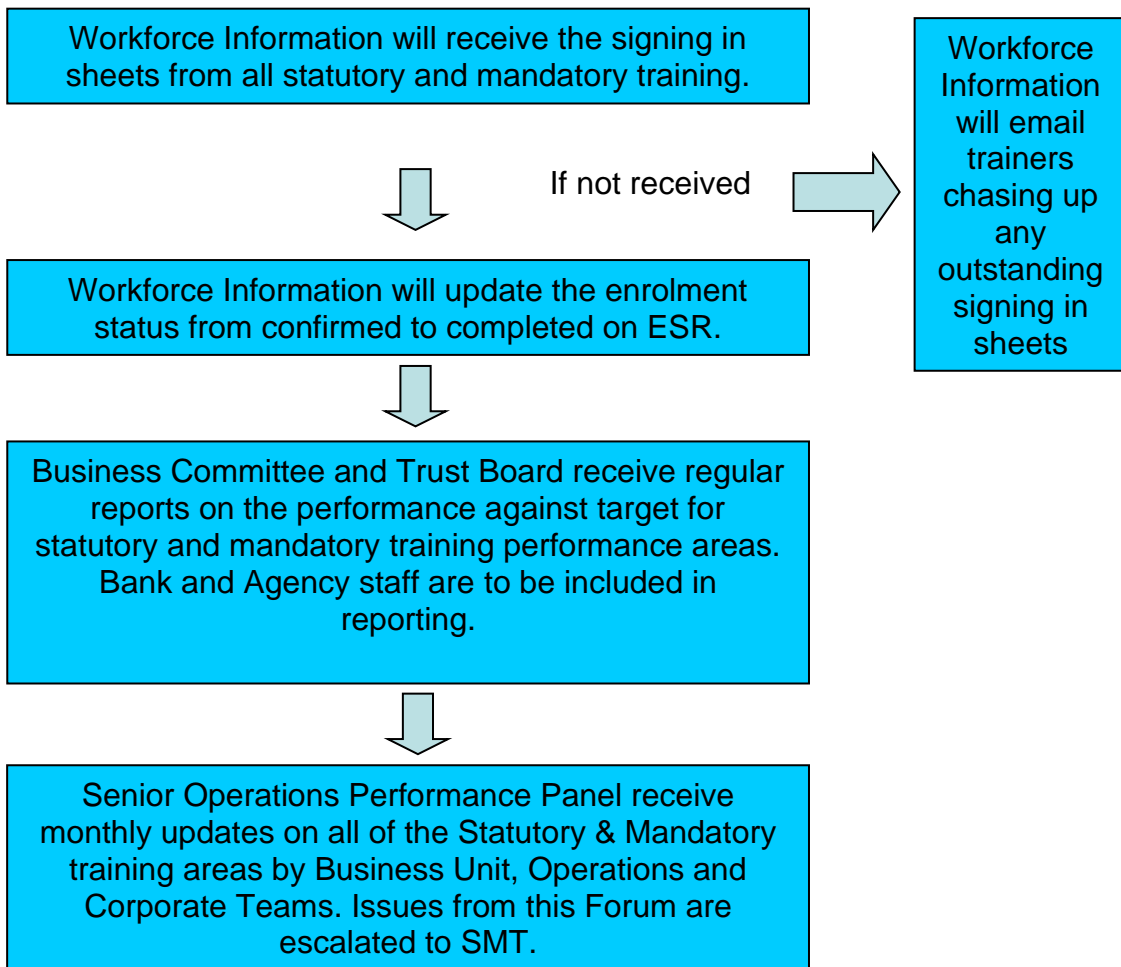 Workforce Information will receive the signing in
sheets from all statutory and mandatory training.
If not received
Workforce
Information
will email
trainers
chasing up
any
outstanding
signing in
sheets
Workforce Information will update the enrolment
status from confirmed to completed on ESR.
Business Committee and Trust Board receive regular
reports on the performance against target for
statutory and mandatory training performance areas.
Bank and Agency staff are to be included in
reporting.
Senior Operations Performance Panel receive
monthly updates on all of the Statutory & Mandatory
training areas by Business Unit, Operations and
Corporate Teams. Issues from this Forum are
escalated to SMT.